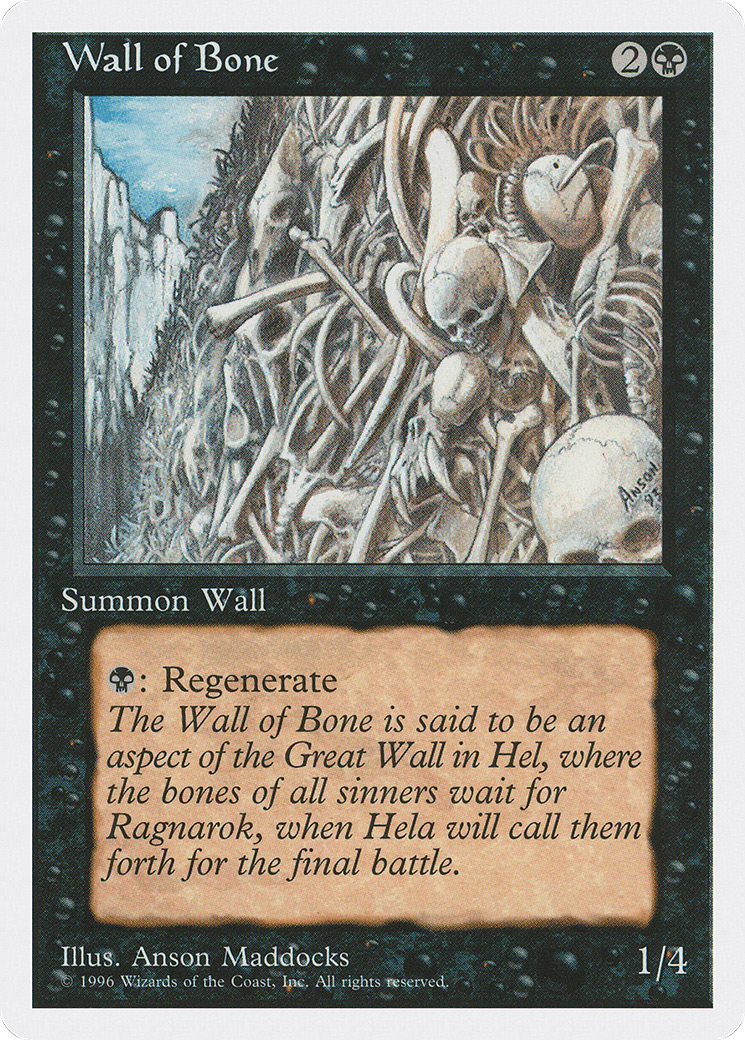 Wall of Bone
2
ANSON
93
Summon Wall
: Regenerate
The Wall of Bone is said to be an
aspect of the Great Wall in Hel, where
the bones of all sinners wait for
Ragnarok, when Hela will call them
forth for the final battle.
Illus. Anson Maddocks
1/4
© 1996 Wizards of the Coast, Inc. All rights reserved.